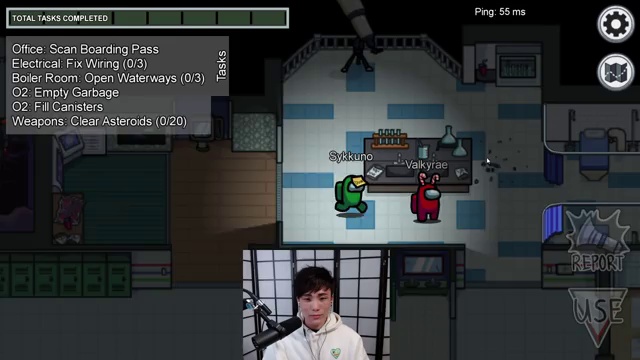 TOTAL TASKS COMPLETED
Ping: 55 ms
Office: Scan Boarding Pass
Electrical: Fix Wiring (0/3)
Boiler Room: Open Waterways (0/3)
O2: Empty Garbage
O2: Fill Canisters
Weapons: Clear Asteroids (0/20)
Tasks
Sykkuno
Valkyrae
REPORT
USE